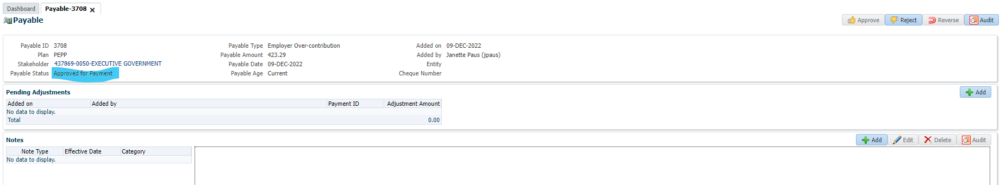 Dashboard Payable-3708
Payable Approve Reject Reverse Audit
Payable ID 3708 Payable Type Employer Over-contribution Added on 09-DEC-2022
Plan PEPP Payable Amount 423.29 Added by Janette Paus (jpaus)
Stakeholder 437869-0050-EXECUTIVE GOVERNMENT Payable Date 09-DEC-2022 Entity
Payable Status Approved for Payment Payable Age Current Cheque Number
Pending Adjustments Add
Added on Added by Payment ID Adjustment Amount
No data to display.
Total 0.00
Notes Add Edit Delete Audit
Note Type Effective Date Category
No data to display.